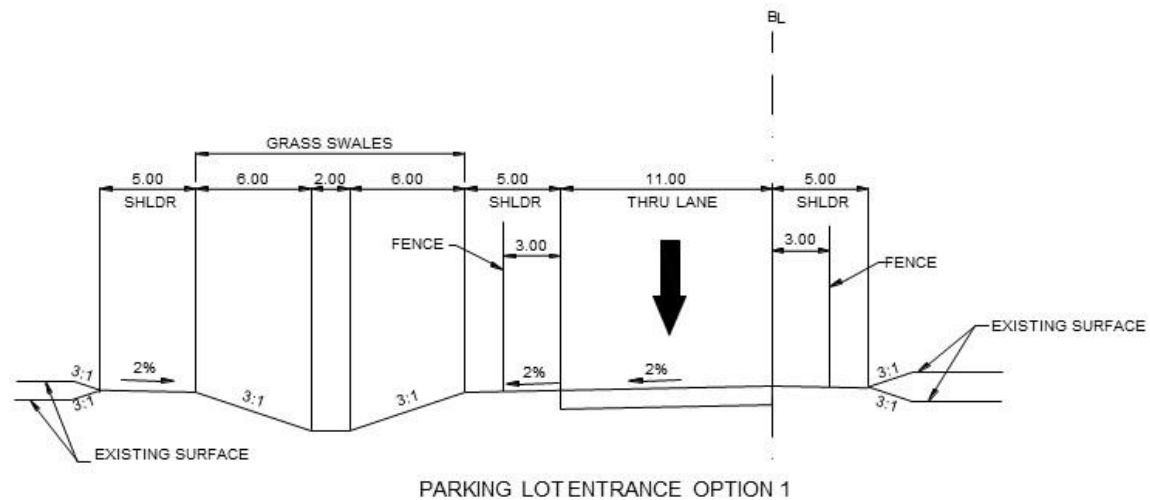 BL
GRASS SWALES
5.00 6.00 2.00 6.00 5.00 11.00 5.00
SHLDR SHLDR THRU LANE SHLDR
3.00 3.00
FENCE FENCE
EXISTING SURFACE
3:1 2% 2% 2% 3:1
3:1 3:1 3:1 3:1
EXISTING SURFACE
PARKING LOT ENTRANCE OPTION 1